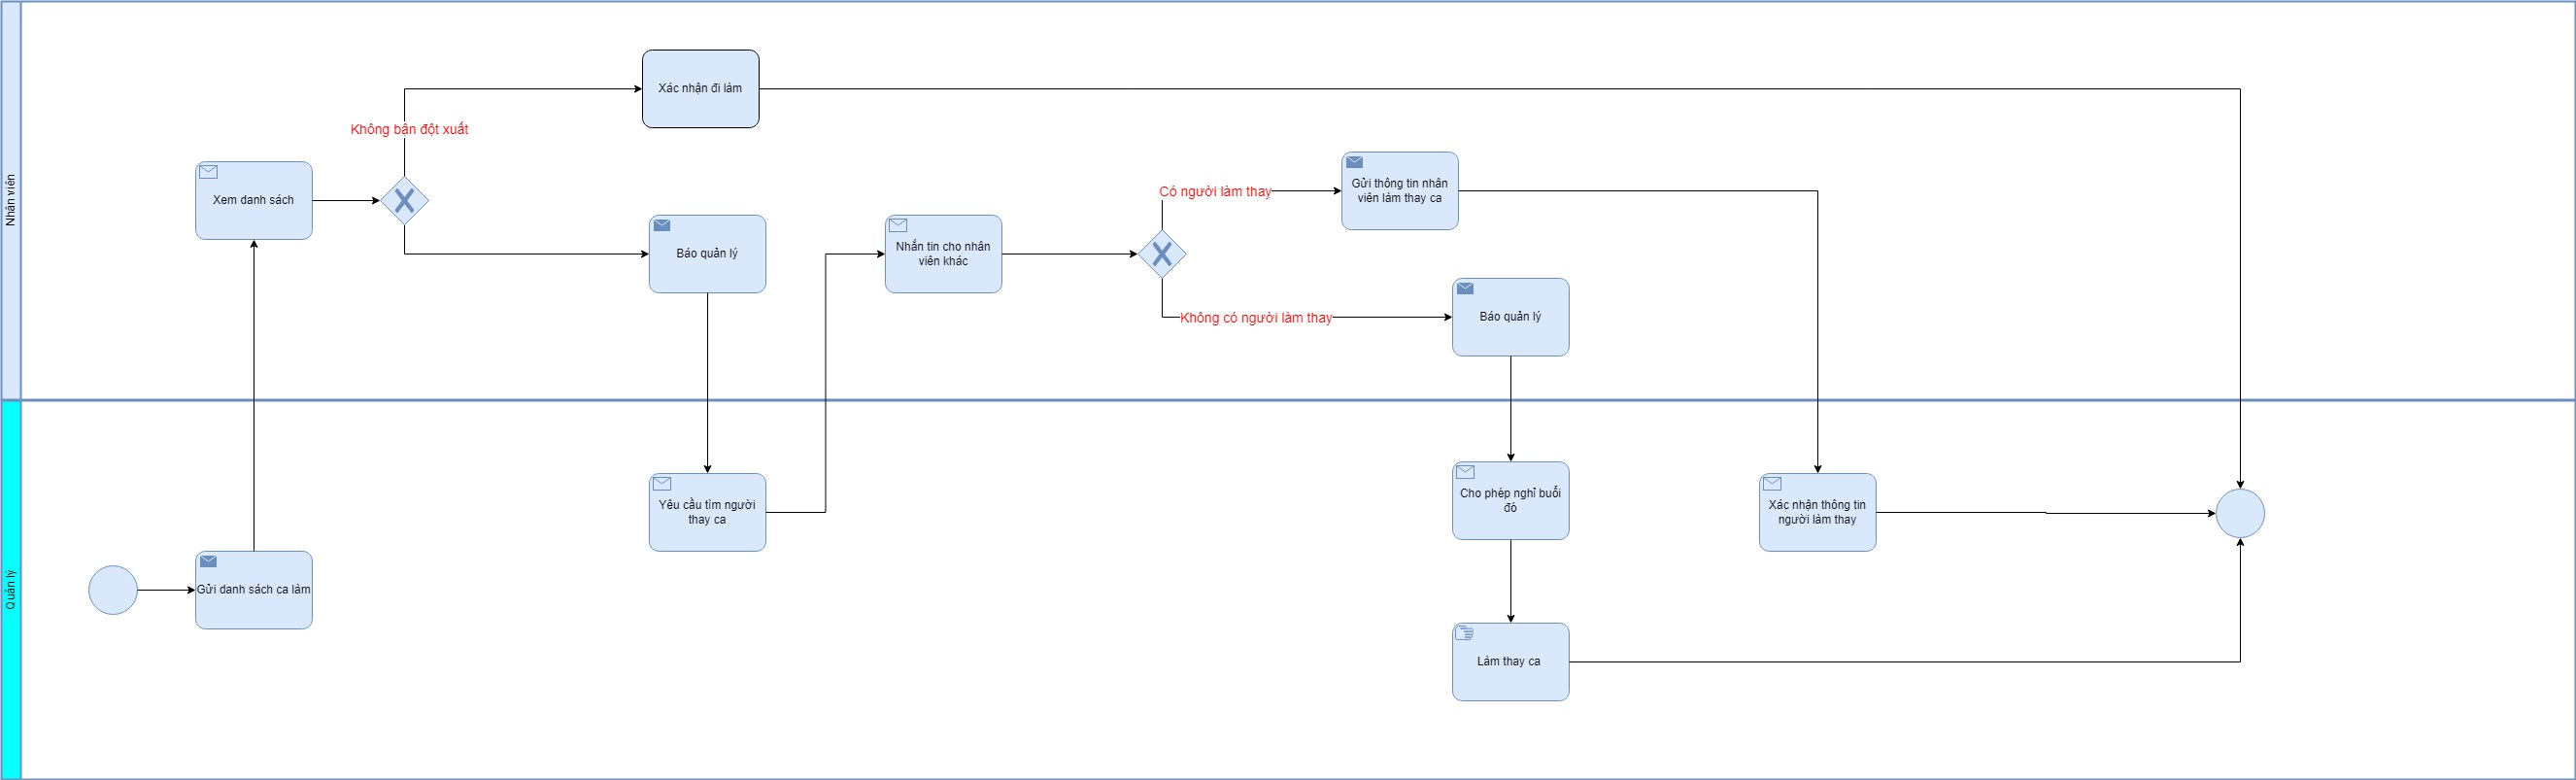 Nhân viên
Xác nhận đi làm
Không bận đột xuất
Xem danh sách
Báo quản lý
Nhắn tin cho nhân
viên khác
Có người làm thay
Gửi thông tin nhân
viên làm thay ca
Không có người làm thay
Báo quản lý
Quản lý
Gửi danh sách ca làm
Yêu cầu tìm người
thay ca
Cho phép nghỉ buổi
đó
Làm thay ca
Xác nhận thông tin
người làm thay